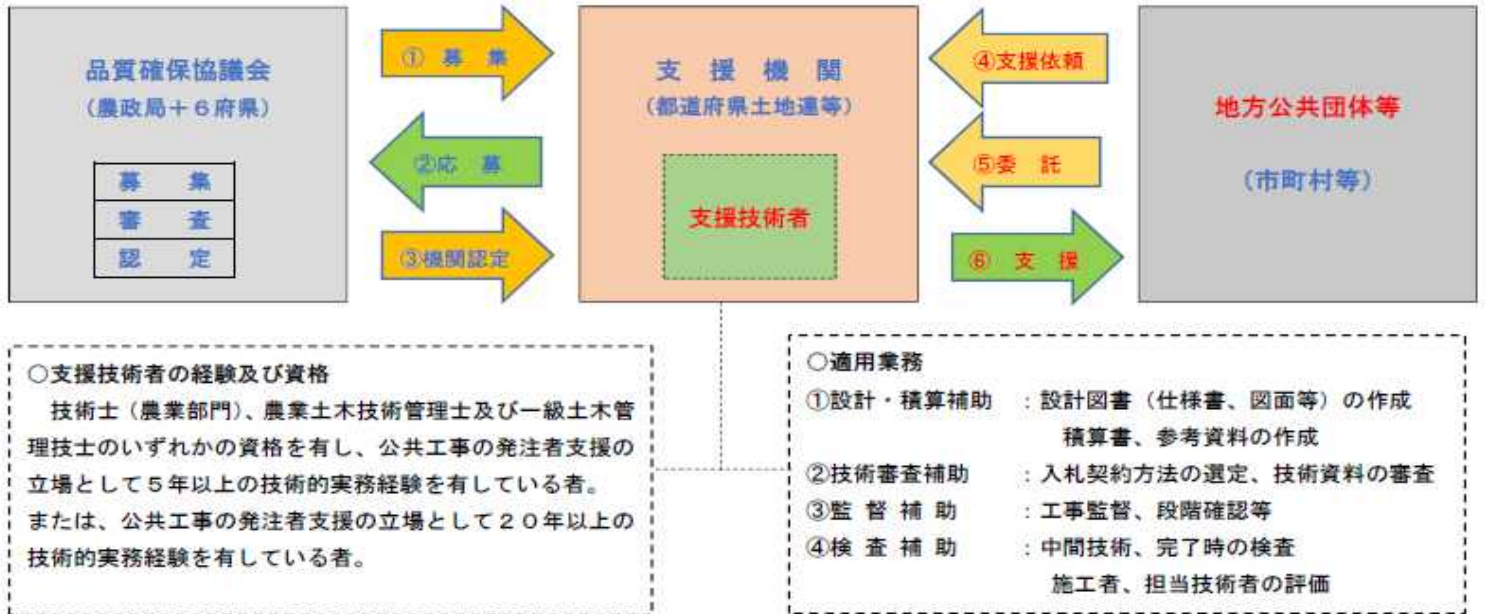 品質確保協議会
(農政局+6府県)
募 集
審 査
認 定
① 募 集
②応 募
③機関認定
支 援 機 関
(都道府県土地連等)
支援技術者
④支援依頼
⑤委 託
⑥ 支 援
地方公共団体等
(市町村等)
○支援技術者の経験及び資格
技術士(農業部門)、農業土木技術管理士及び一級土木管
理技士のいずれかの資格を有し、公共工事の発注者支援の
立場として5年以上の技術的実務経験を有している者。
または、公共工事の発注者支援の立場として20年以上の
技術的実務経験を有している者。
○適用業務
①設計・積算補助 :設計図書(仕様書、図面等)の作成
積算書、参考資料の作成
②技術審査補助 :入札契約方法の選定、技術資料の審査
③監 督 補 助 :工事監督、段階確認等
④検 査 補 助 :中間技術、完了時の検査
施工者、担当技術者の評価